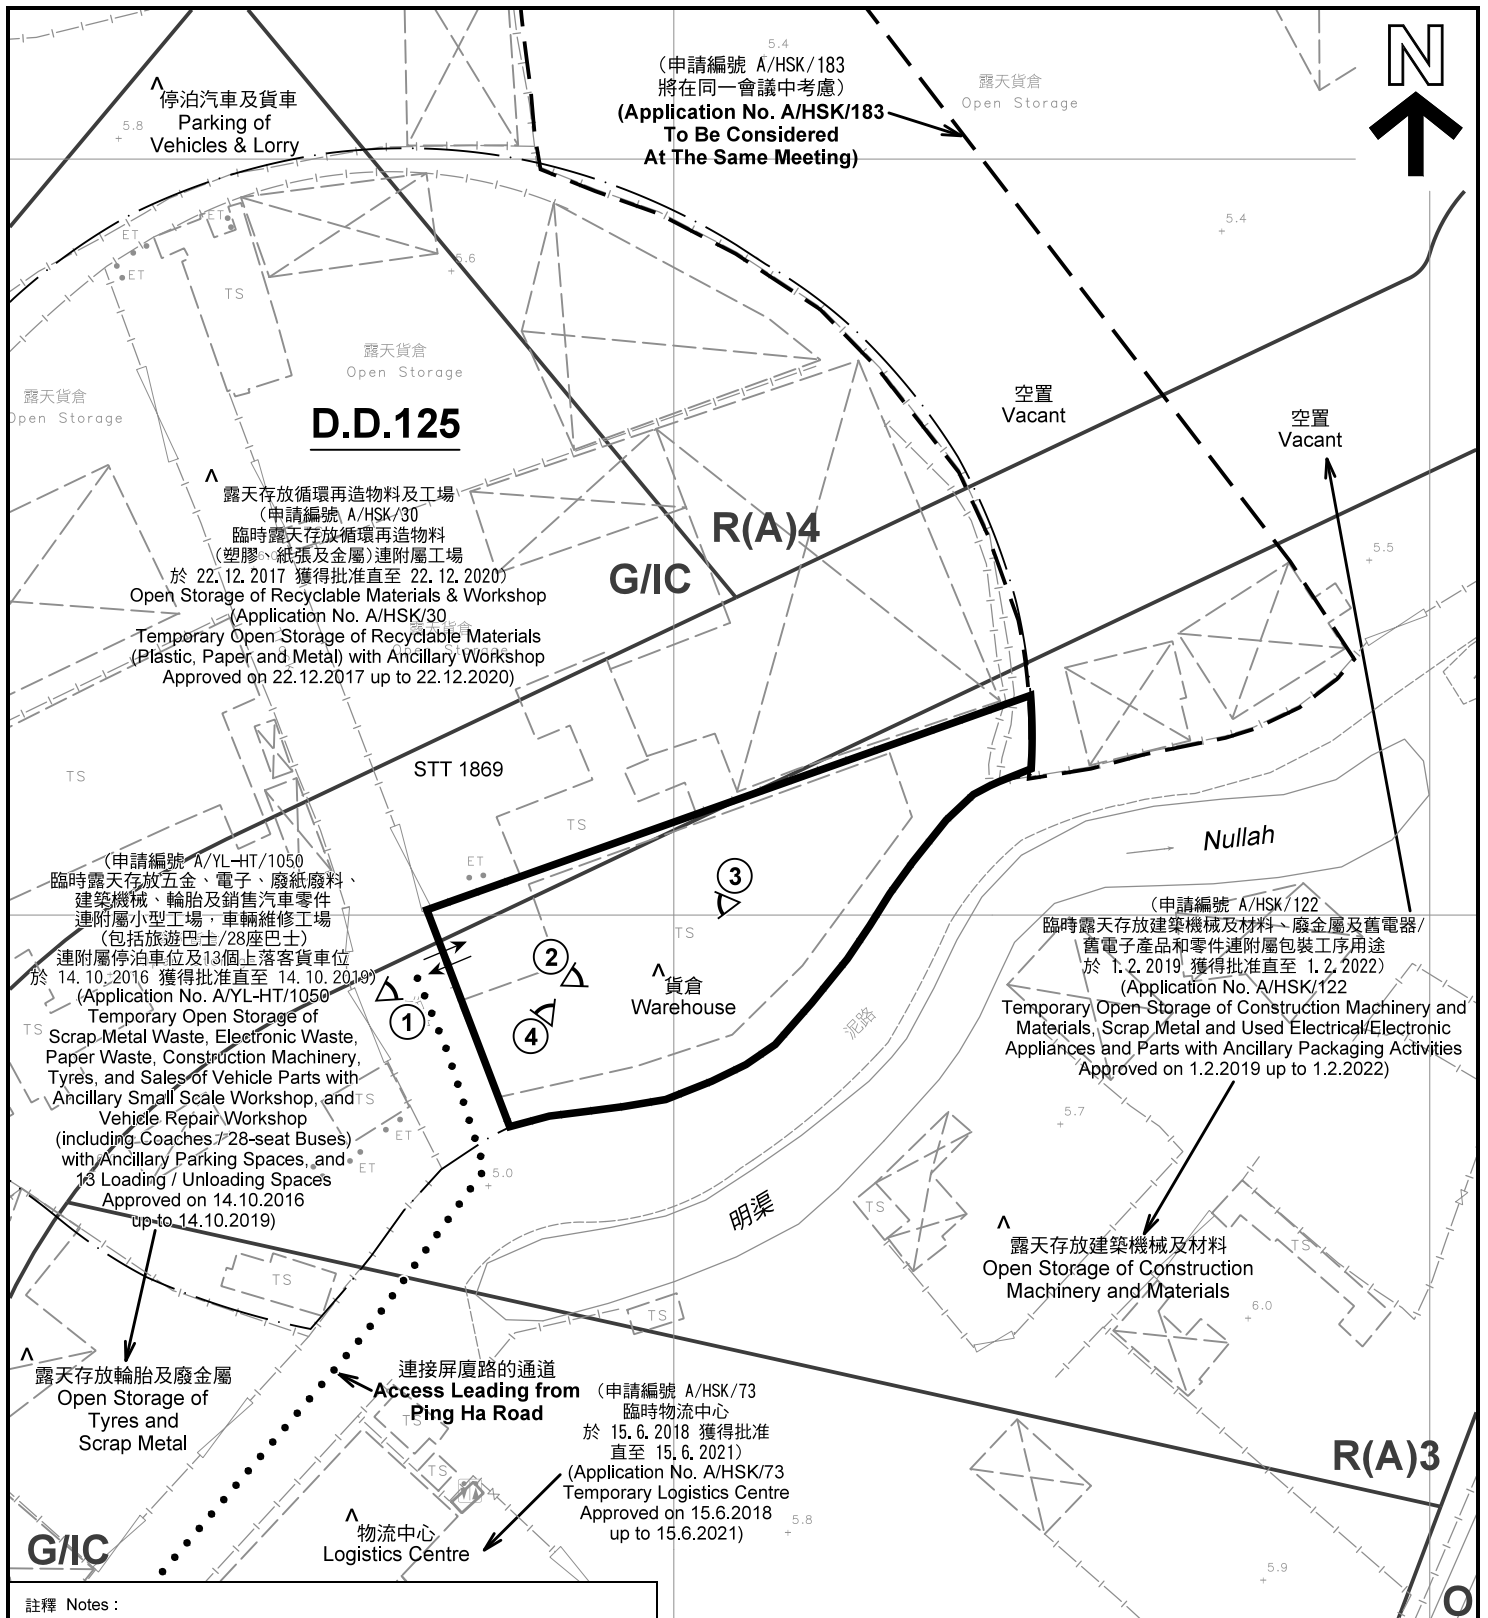 N
5.4
(申請編號 A/HSK/183
將在同一會議中考慮)
(Application No. A/HSK/183
To Be Considered
At The Same Meeting)
露天貨倉
Open Storage
^
停泊汽車及貨車
Parking of
Vehicles & Lorry
5.8
5.4
ET
ET
ET
TS
5.6
露天貨倉
Open Storage
露天貨倉
Open Storage
D.D.125
空置
Vacant
空置
Vacant
^
露天存放循環再造物料及工場
(申請編號 A/HSK/30
臨時露天存放循環再造物料
(塑膠、紙張及金屬)連附屬工場
於 22.12.2017 獲得批准直至 22.12.2020)
Open Storage of Recyclable Materials & Workshop
(Application No. A/HSK/30
Temporary Open Storage of Recyclable Materials
(Plastic, Paper and Metal) with Ancillary Workshop
Approved on 22.12.2017 up to 22.12.2020)
露天貨倉
Open Storage
R(A)4
G/IC
5.5
TS
STT 1869
TS
ET
Nullah
(申請編號 A/YL-HT/1050
臨時露天存放五金、電子、廢紙廢料、
建築機械、輪胎及銷售汽車零件
連附屬小型工場，車輛維修工場
(包括旅遊巴士/28座巴士)
連附屬停泊車位及13個上落客貨車位
於 14.10.2016 獲得批准直至 14.10.2019)
(Application No. A/YL-HT/1050
Temporary Open Storage of
Scrap Metal Waste, Electronic Waste,
Paper Waste, Construction Machinery,
Tyres, and Sales of Vehicle Parts with
Ancillary Small Scale Workshop, and
Vehicle Repair Workshop
(including Coaches / 28-seat Buses)
with Ancillary Parking Spaces, and
13 Loading / Unloading Spaces
Approved on 14.10.2016
up to 14.10.2019)
TS
TS
ET
ET
3
TS
2
1
4
^
貨倉
Warehouse
泥路
(申請編號 A/HSK/122
臨時露天存放建築機械及材料、廢金屬及舊電器/
舊電子產品和零件連附屬包裝工序用途
於 1.2.2019 獲得批准直至 1.2.2022)
(Application No. A/HSK/122
Temporary Open Storage of Construction Machinery and
Materials, Scrap Metal and Used Electrical/Electronic
Appliances and Parts with Ancillary Packaging Activities
Approved on 1.2.2019 up to 1.2.2022)
5.7
5.0
明渠
TS
^
露天存放建築機械及材料
Open Storage of Construction
Machinery and Materials
TS
TS
TS
6.0
^
露天存放輪胎及廢金屬
Open Storage of
Tyres and
Scrap Metal
連接屏廈路的通道
Access Leading from
Ping Ha Road
TS
TS
(申請編號 A/HSK/73
臨時物流中心
於 15.6.2018 獲得批准
直至 15.6.2021)
(Application No. A/HSK/73
Temporary Logistics Centre
Approved on 15.6.2018
up to 15.6.2021)
^
物流中心
Logistics Centre
5.8
R(A)3
G/IC
5.9
O
註釋 Notes :